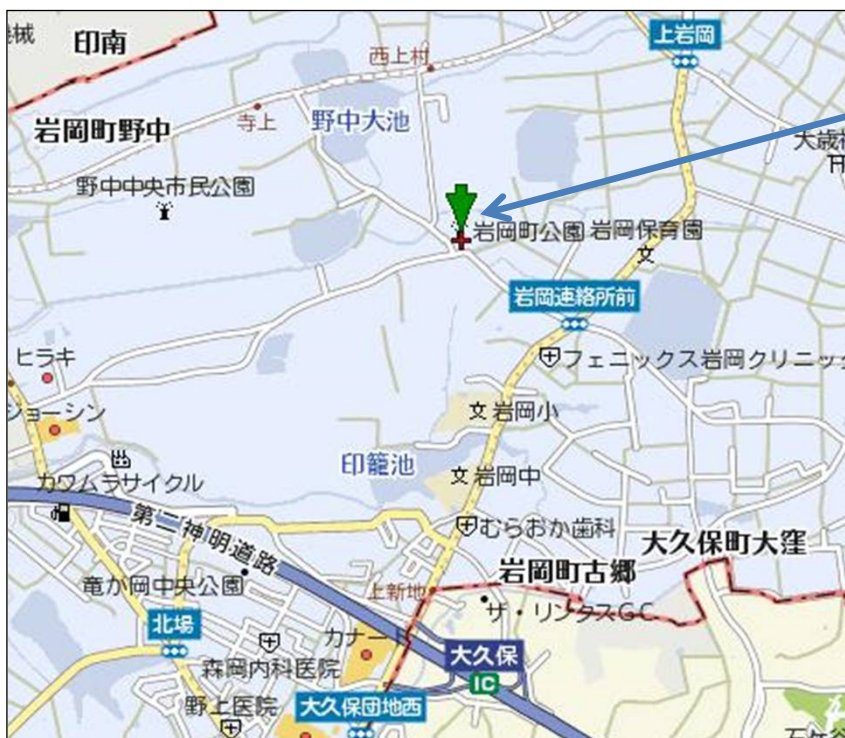 印南
上岩岡
西上村
岩岡町野中
寺上
野中大池
野中中央市民公園
岩岡町公園
岩岡保育園
岩岡連絡所前
ヒラキ
フェニックス岩岡クリニック
ジョーシン
岩岡小
印籠池
岩岡中
カワムラサイクル
第二神明道路
むらおか歯科
大久保町大窪
岩岡町古郷
竜が岡中央公園
上新地
ザ・リンクスGC
北場
カナート
大久保
IC
森岡内科医院
野上医院
大久保団地西